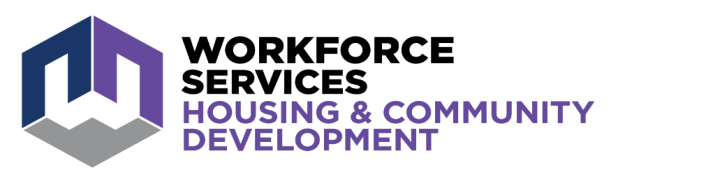 WORKFORCE
SERVICES
HOUSING & COMMUNITY
DEVELOPMENT